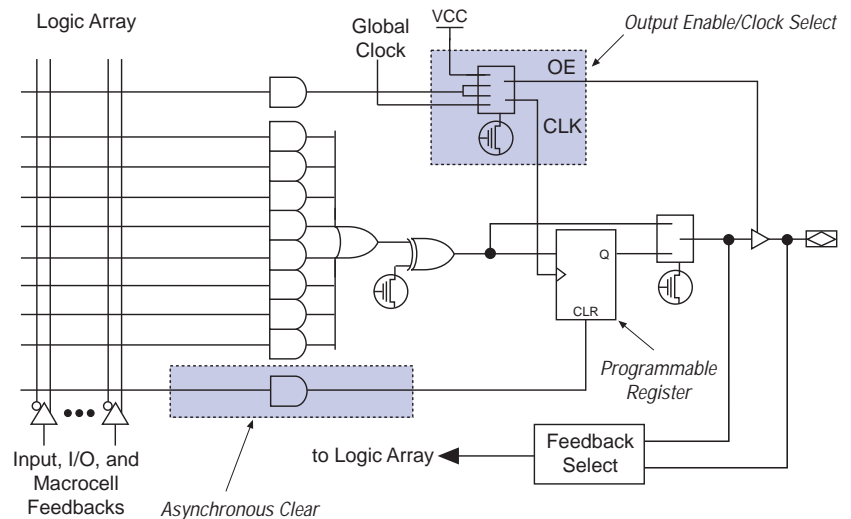 Logic Array
Global
Clock
VCC
Output Enable/Clock Select
OE
CLK
Q
CLR
Programmable
Register
Feedback
Select
to Logic Array
Input, I/O, and
Macrocell
Feedbacks
Asynchronous Clear